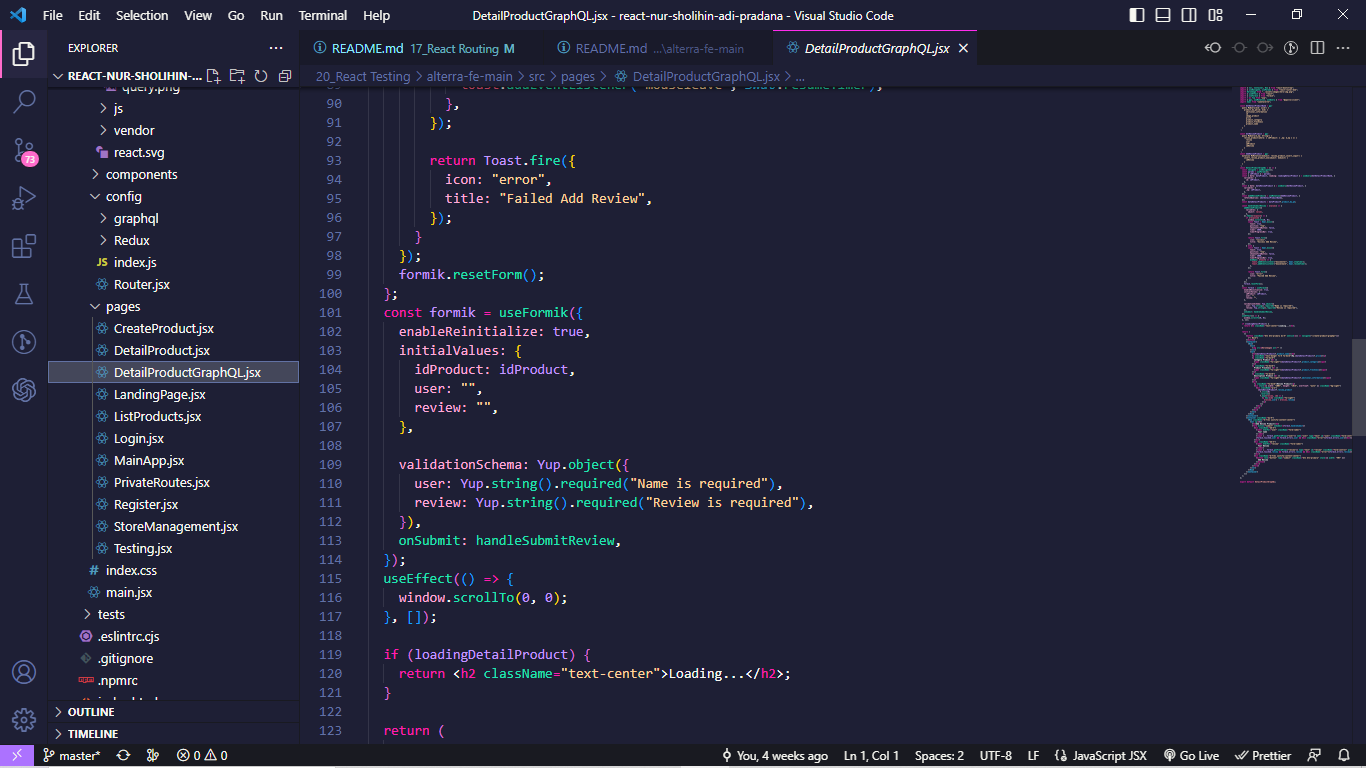 File Edit Selection View Go Run Terminal Help
DetailProductGraphQL.jsx - react-nur-sholihin-adi-pradana - Visual Studio Code
EXPLORER
REACT-NUR-SHOLIHIN-...
query.png
js
vendor
react.svg
components
config
graphql
Redux
JS index.js
Router.jsx
pages
CreateProduct.jsx
DetailProduct.jsx
DetailProductGraphQL.jsx
LandingPage.jsx
ListProducts.jsx
Login.jsx
MainApp.jsx
PrivateRoutes.jsx
Register.jsx
StoreManagement.jsx
Testing.jsx
# index.css
main.jsx
tests
.eslintrc.cjs
.gitignore
.npmrc
OUTLINE
TIMELINE
73
README.md 17_React Routing M
README.md ...\alterra-fe-main
DetailProductGraphQL.jsx
20_React Testing > alterra-fe-main > src > pages > DetailProductGraphQL.jsx > ...
89 toast.addEventListener("mouseleave", Swal.resumeTimer);
90 },
91 });
92
93 return Toast.fire({
94 icon: "error",
95 title: "Failed Add Review",
96 });
97 }
98 });
99 formik.resetForm();
100 };
101 const formik = useFormik({
102 enableReinitialize: true,
103 initialValues: {
104 idProduct: idProduct,
105 user: "",
106 review: "",
107 },
108
109 validationSchema: Yup.object({
110 user: Yup.string().required("Name is required"),
111 review: Yup.string().required("Review is required"),
112 }),
113 onSubmit: handleSubmitReview,
114 });
115 useEffect(() => {
116 window.scrollTo(0, 0);
117 }, []);
118
119 if (loadingDetailProduct) {
120 return <h2 className="text-center">Loading...</h2>;
121 }
122
123 return (
master* 0 0 You, 4 weeks ago Ln 1, Col 1 Spaces: 2 UTF-8 LF JavaScript JSX Go Live Prettier